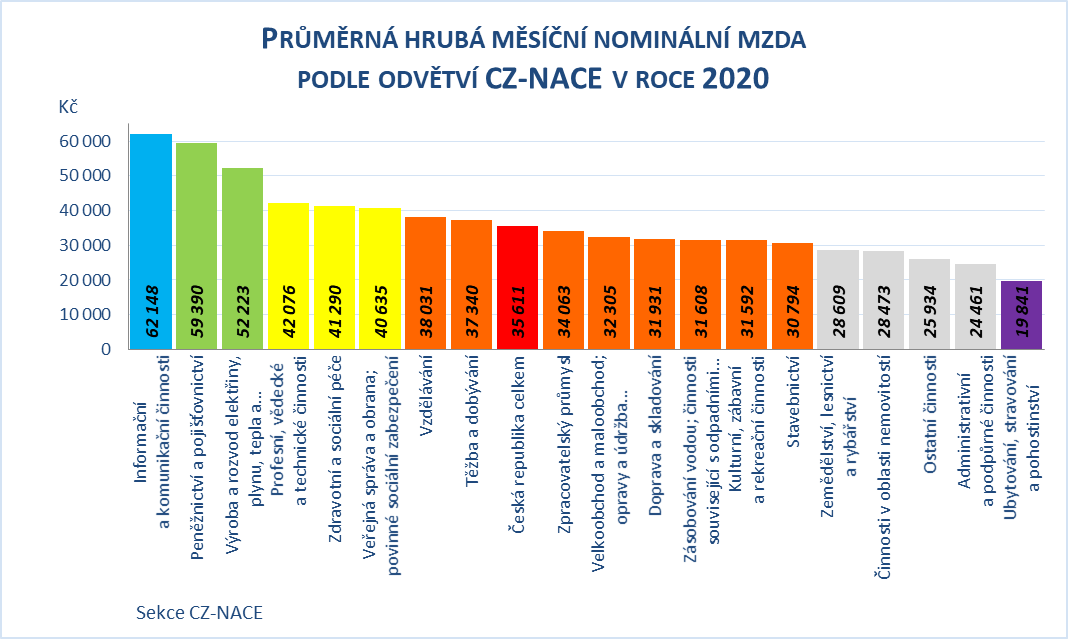 PRŮMĚRNÁ HRUBÁ MĚSÍČNÍ NOMINÁLNÍ MZDA
PODLE ODVĚTVÍ CZ-NACE V ROCE 2020
Kč
60 000
50 000
40 000
30 000
20 000
10 000
0
62 148
59 390
52 223
42 076
41 290
40 635
38 031
37 340
35 611
34 063
32 305
31 931
31 608
31 592
30 794
28 609
28 473
25 934
24 461
19 841
Informační
a komunikační činnosti
Peněžnictví a pojišťovnictví
Výroba a rozvod elektřiny,
plynu, tepla a...
Profesní, vědecké
a technické činnosti
Zdravotní a sociální péče
Veřejná správa a obrana;
povinné sociální zabezpečení
Vzdělávání
Těžba a dobývání
Česká republika celkem
Zpracovatelský průmysl
Velkoobchod a maloobchod;
opravy a údržba...
Doprava a skladování
Zásobování vodou; činnosti
související s odpadními...
Kulturní, zábavní
a rekreační činnosti
Stavebnictví
Zemědělství, lesnictví
a rybářství
Činnosti v oblasti nemovitostí
Ostatní činnosti
Administrativní
a podpůrné činnosti
Ubytování, stravování
a pohostinství
Sekce CZ-NACE